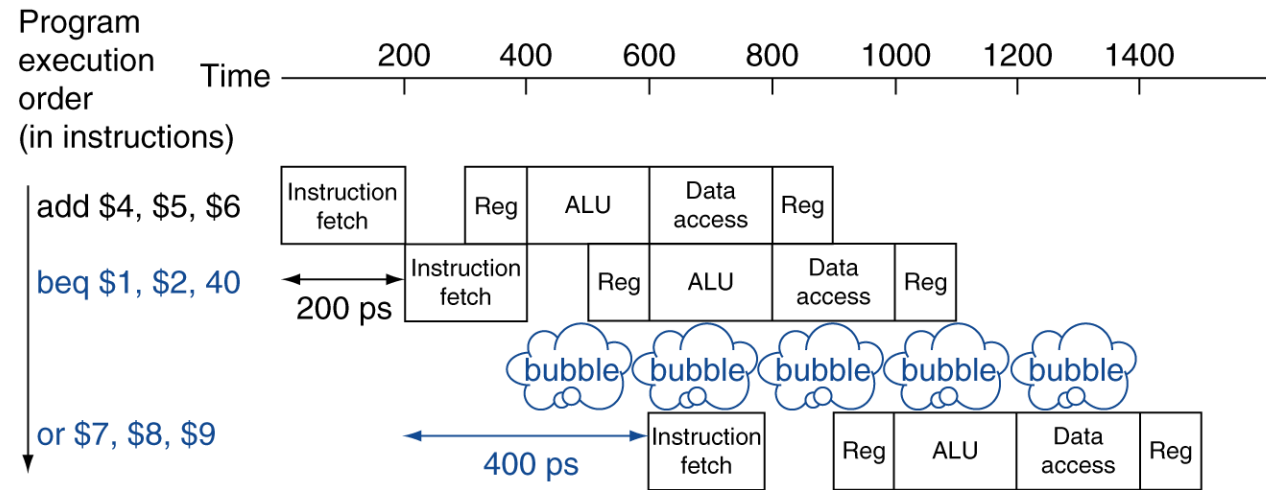 Program
execution
order
(in instructions)
Time
200 400 600 800 1000 1200 1400
add $4, $5, $6
Instruction
fetch
Reg
ALU
Data
access
Reg
beq $1, $2, 40
200 ps
Instruction
fetch
Reg
ALU
Data
access
Reg
bubble bubble bubble bubble bubble
or $7, $8, $9
400 ps
Instruction
fetch
Reg
ALU
Data
access
Reg